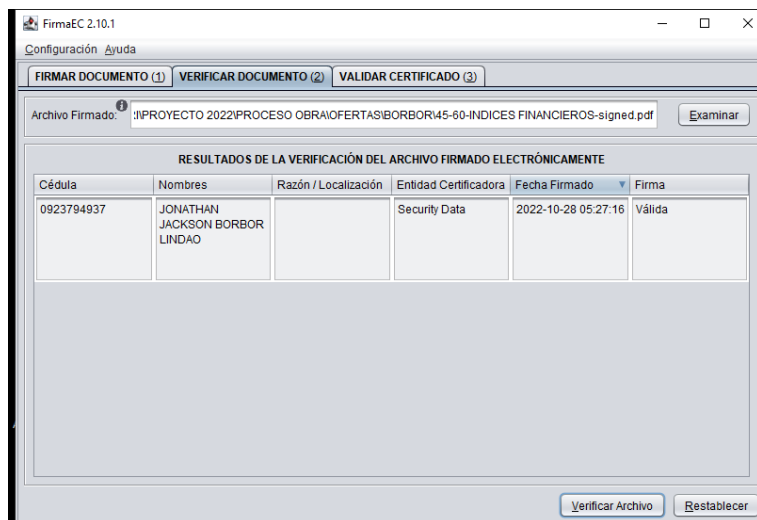 FirmaEC 2.10.1
Configuración Ayuda
FIRMAR DOCUMENTO (1) VERIFICAR DOCUMENTO (2) VALIDAR CERTIFICADO (3)
Archivo Firmado: :\\PROYECTO 2022\PROCESO OBRA\OFERTAS\BORBOR\45-60-INDICES FINANCIEROS-signed.pdf Examinar
RESULTADOS DE LA VERIFICACIÓN DEL ARCHIVO FIRMADO ELECTRÓNICAMENTE
Cédula Nombres Razón / Localización Entidad Certificadora Fecha Firmado Firma
0923794937 JONATHAN Security Data 2022-10-28 05:27:16 Válida
JACKSON BORBOR
LINDAO
Verificar Archivo Restablecer